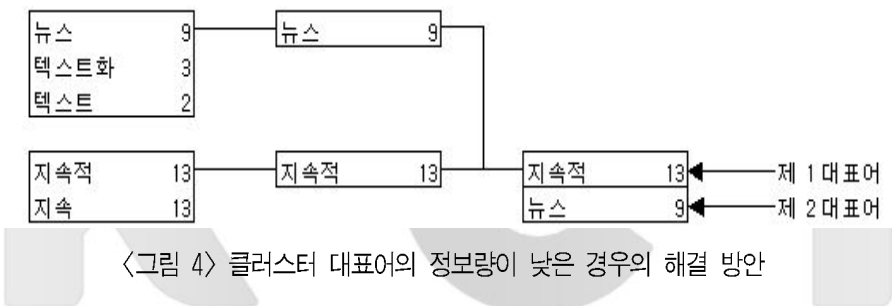 뉴스 9 뉴스 9
텍스트화 3
텍스트 2
지속적 13 지속적 13 지속적 13 제 1 대표어
지속 13 뉴스 9 제 2 대표어
〈그림 4〉 클러스터 대표어의 정보량이 낮은 경우의 해결 방안